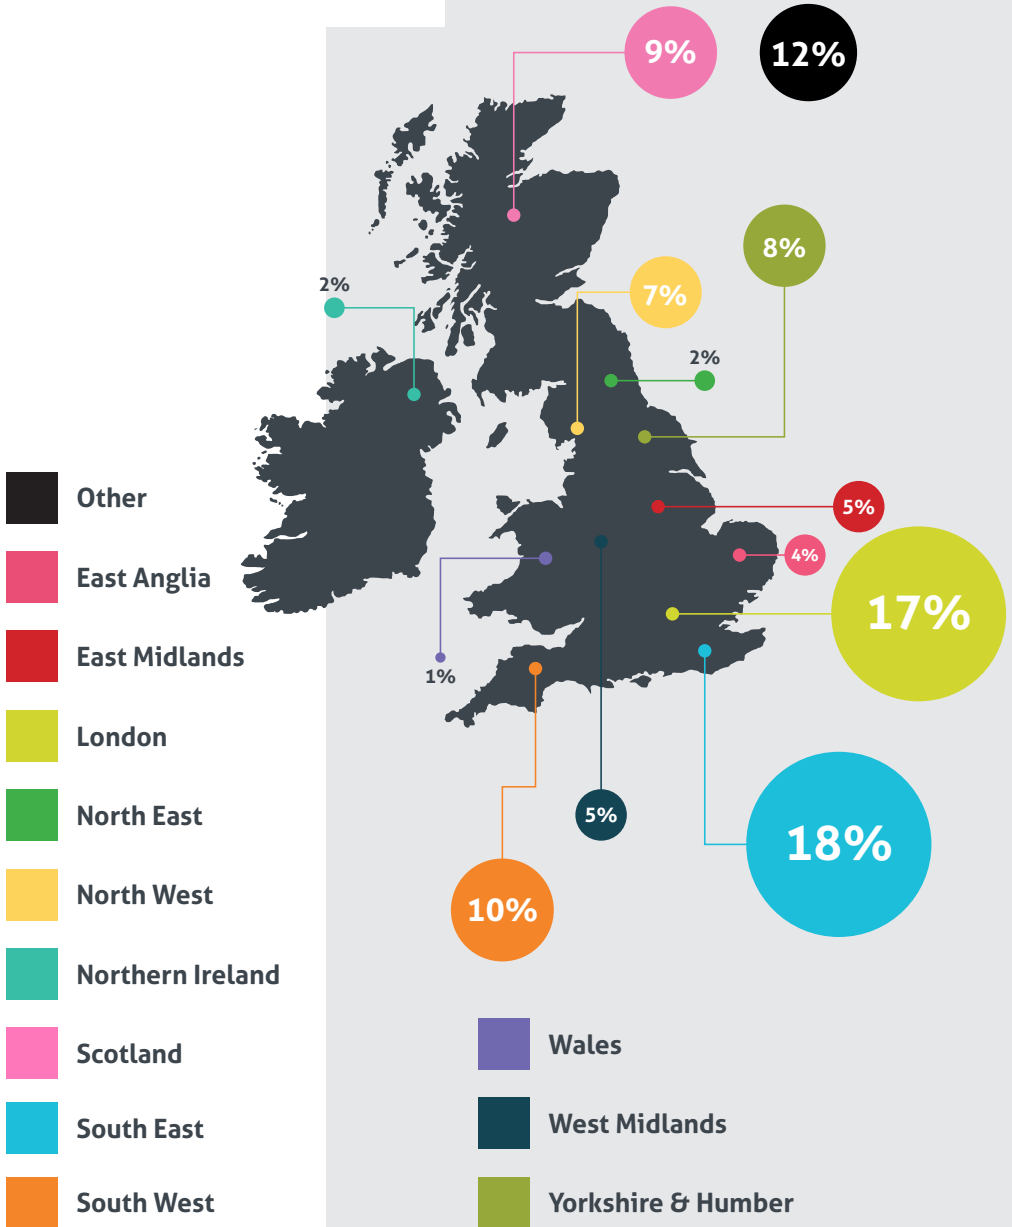 9%
12%
8%
2%
7%
2%
5%
4%
17%
1%
5%
18%
10%
Other
East Anglia
East Midlands
London
North East
North West
Northern Ireland
Scotland
South East
South West
Wales
West Midlands
Yorkshire & Humber